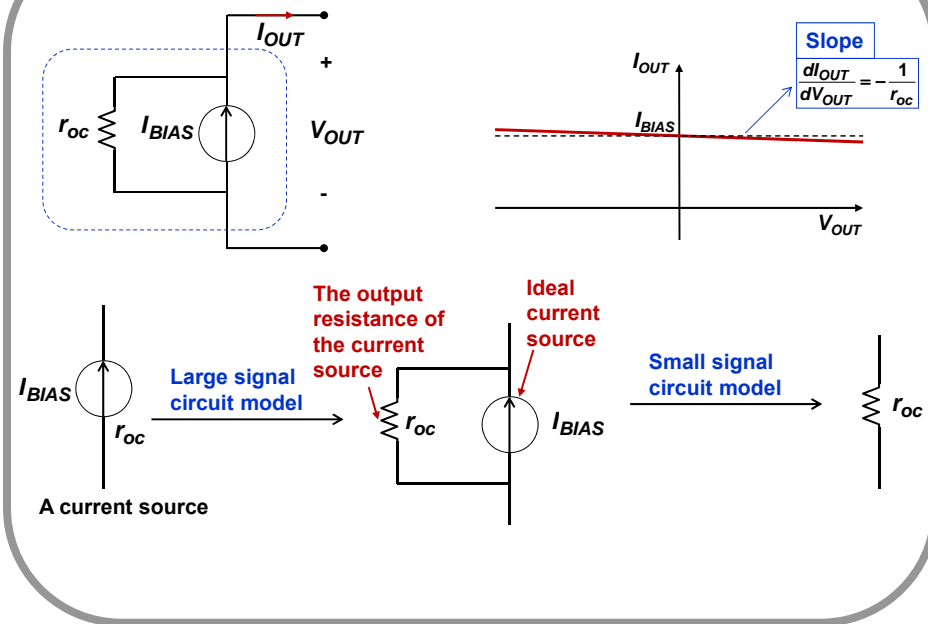 I_OUT
+
r_oc
I_BIAS
V_OUT
-
Slope
dI_OUT/dV_OUT = - 1/r_oc
I_OUT
I_BIAS
V_OUT
The output
resistance of
the current
source
Ideal
current
source
I_BIAS
r_oc
Large signal
circuit model
r_oc
I_BIAS
Small signal
circuit model
r_oc
A current source